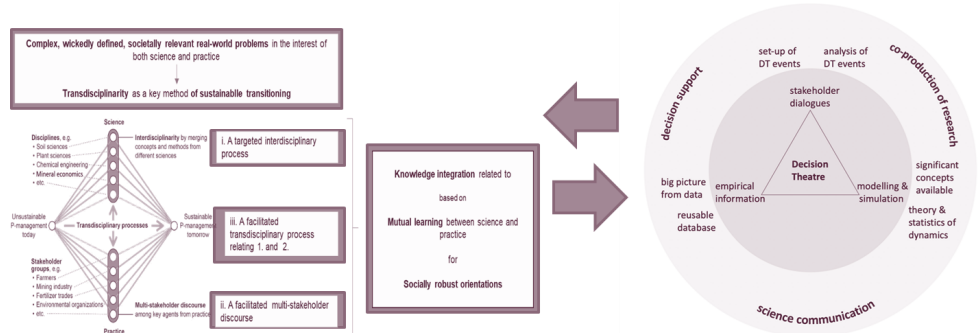 Complex, wickedly defined, societally relevant real-world problems in the interest of
both science and practice
Transdisciplinarity as a key method of sustainable transitioning
Science
Disciplines, e.g.
• Soil sciences
• Plant sciences
• Chemical engineering
• Mineral economics
• etc.
Interdisciplinarity by merging
concepts and methods from
different sciences
i. A targeted interdisciplinary
process
Unsustainable
P-management
today
Transdisciplinary processes
Sustainable
P-management
tomorrow
iii. A facilitated
transdisciplinary process
relating 1. and 2.
Stakeholder
groups, e.g.
• Farmers
• Mining industry
• Fertilizer trades
• Environmental organizations
• etc.
Multi-stakeholder discourse
among key agents from practice
ii. A facilitated multi-stakeholder
discourse
Practice
Knowledge integration related to
based on
Mutual learning between science and
practice
for
Socially robust orientations
decision support
co-production of research
science communication
set-up of
DT events
analysis of
DT events
stakeholder
dialogues
Decision
Theatre
big picture
from data
empirical
information
reusable
database
modelling &
simulation
significant
concepts
available
theory &
statistics of
dynamics